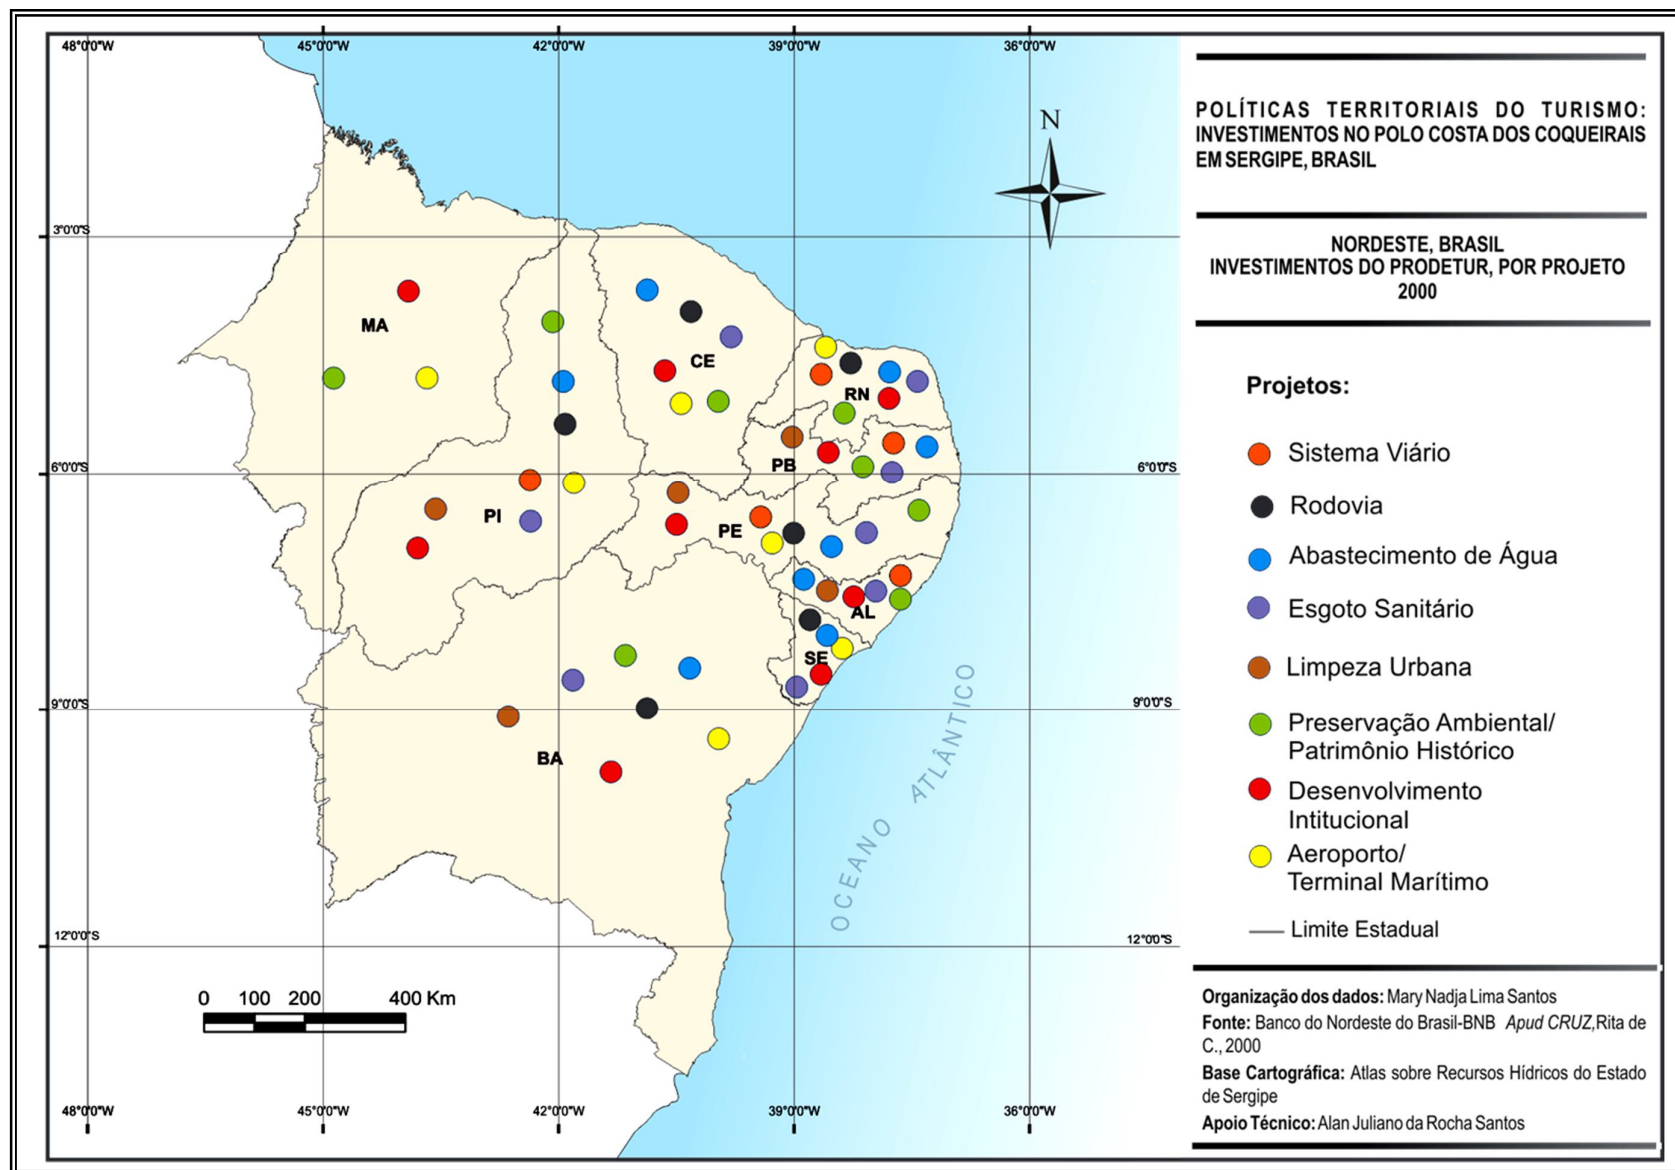 48°0'0"W 45°0'0"W 42°0'0"W 39°0'0"W 36°0'0"W
N
3°0'0"S
MA
CE
RN
PB
6°0'0"S 6°0'0"S
PI
PE
AL
SE
9°0'0"S 9°0'0"S
BA
OCEANO ATLÂNTICO
12°0'0"S 12°0'0"S
0 100 200 400 Km
48°0'0"W 45°0'0"W 42°0'0"W 39°0'0"W 36°0'0"W
POLÍTICAS TERRITORIAIS DO TURISMO:
INVESTIMENTOS NO POLO COSTA DOS COQUEIRAIS
EM SERGIPE, BRASIL
NORDESTE, BRASIL
INVESTIMENTOS DO PRODETUR, POR PROJETO
2000
Projetos:
Sistema Viário
Rodovia
Abastecimento de Água
Esgoto Sanitário
Limpeza Urbana
Preservação Ambiental/
Patrimônio Histórico
Desenvolvimento
Intitucional
Aeroporto/
Terminal Marítimo
Limite Estadual
Organização dos dados: Mary Nadja Lima Santos
Fonte: Banco do Nordeste do Brasil-BNB Apud CRUZ,Rita de
C., 2000
Base Cartográfica: Atlas sobre Recursos Hídricos do Estado
de Sergipe
Apoio Técnico: Alan Juliano da Rocha Santos